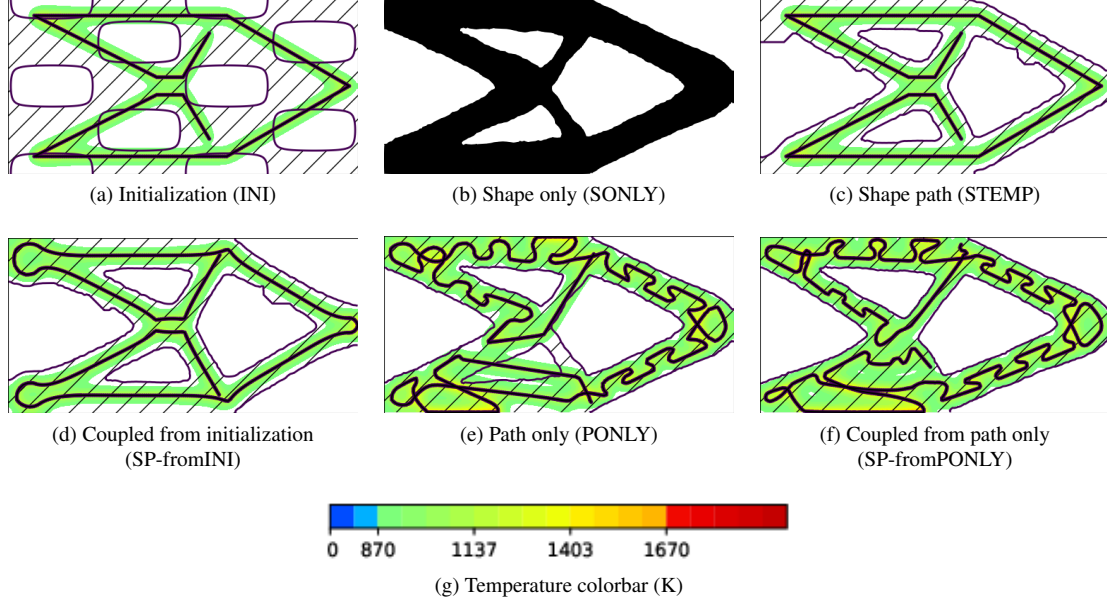 (a) Initialization (INI)
(b) Shape only (SONLY)
(c) Shape path (STEMP)
(d) Coupled from initialization
(SP-fromINI)
(e) Path only (PONLY)
(f) Coupled from path only
(SP-fromPONLY)
0 870 1137 1403 1670
(g) Temperature colorbar (K)